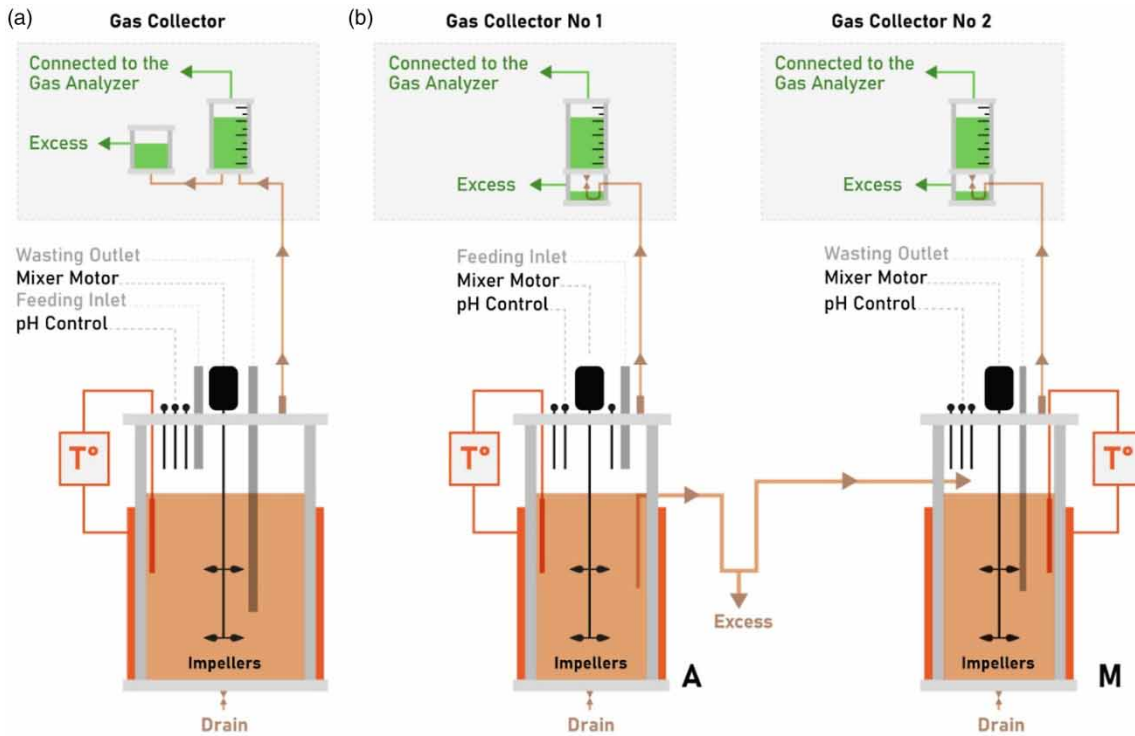 (a)
Gas Collector
Connected to the
Gas Analyzer
Excess
Wasting Outlet
Mixer Motor
Feeding Inlet
pH Control
T°
Impellers
Drain
(b)
Gas Collector No 1
Connected to the
Gas Analyzer
Excess
Feeding Inlet
Mixer Motor
pH Control
T°
Impellers
A
Drain
Excess
Gas Collector No 2
Connected to the
Gas Analyzer
Excess
Wasting Outlet
Mixer Motor
pH Control
T°
Impellers
M
Drain